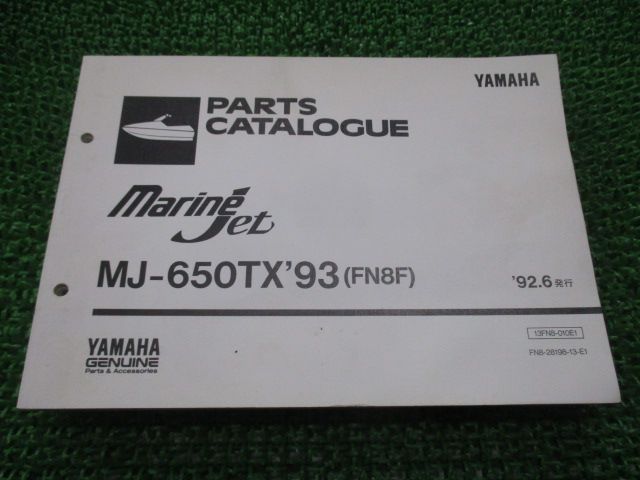 YAMAHA
PARTS
CATALOGUE
Marine
Jet
MJ-650TX'93 (FN8F)
'92.6発行
13FN8-010E1
FN8-28198-13-E1
YAMAHA
GENUINE
Parts & Accessories